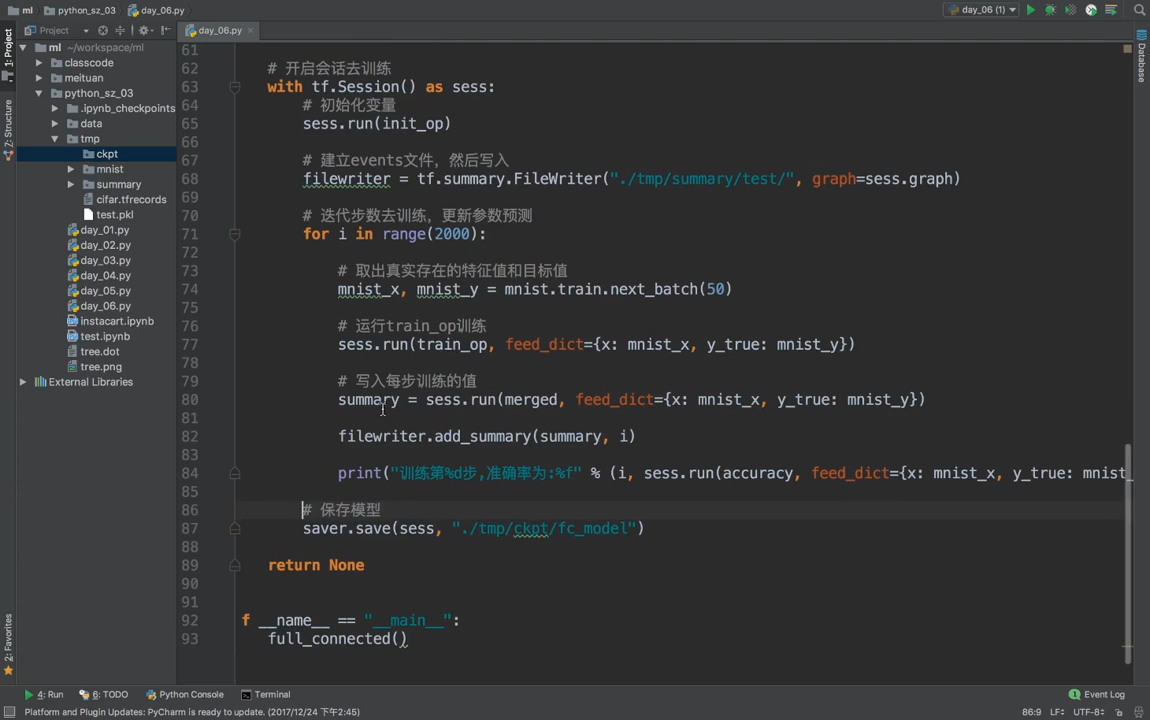 ml python_sz_03 day_06.py
day_06 (1)
Project
day_06.py ×
1: Project
Z: Structure
2: Favorites
Database
ml ~/workspace/ml
classcode
meituan
python_sz_03
.ipynb_checkpoints
data
tmp
ckpt
mnist
summary
cifar.tfrecords
test.pkl
day_01.py
day_02.py
day_03.py
day_04.py
day_05.py
day_06.py
instacart.ipynb
test.ipynb
tree.dot
tree.png
External Libraries
61
62 # 开启会话去训练
63 with tf.Session() as sess:
64 # 初始化变量
65 sess.run(init_op)
66
67 # 建立events文件，然后写入
68 filewriter = tf.summary.FileWriter("./tmp/summary/test/", graph=sess.graph)
69
70 # 迭代步数去训练，更新参数预测
71 for i in range(2000):
72
73 # 取出真实存在的特征值和目标值
74 mnist_x, mnist_y = mnist.train.next_batch(50)
75
76 # 运行train_op训练
77 sess.run(train_op, feed_dict={x: mnist_x, y_true: mnist_y})
78
79 # 写入每步训练的值
80 summary = sess.run(merged, feed_dict={x: mnist_x, y_true: mnist_y})
81
82 filewriter.add_summary(summary, i)
83
84 print("训练第%d步,准确率为:%f" % (i, sess.run(accuracy, feed_dict={x: mnist_x, y_true: mnist_
85
86 # 保存模型
87 saver.save(sess, "./tmp/ckpt/fc_model")
88
89 return None
90
91
92 f __name__ == "__main__":
93 full_connected()
4: Run 6: TODO Python Console Terminal Event Log
Platform and Plugin Updates: PyCharm is ready to update. (2017/12/24 下午2:45) 86:9 LF÷ UTF-8÷